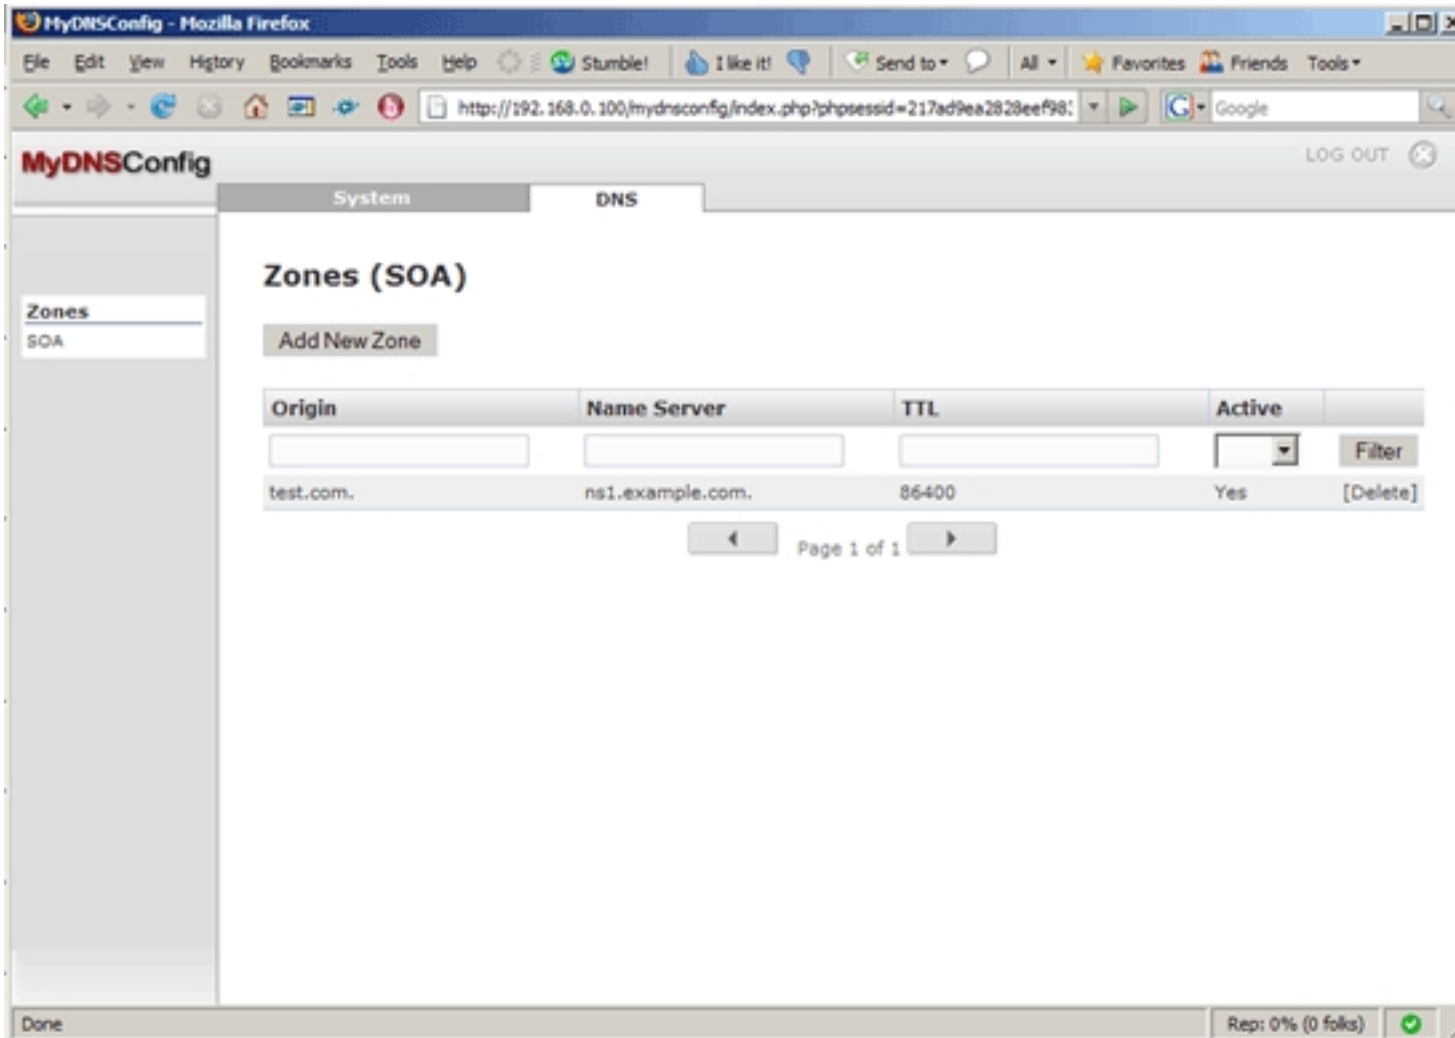 MyDNSConfig - Mozilla Firefox
File Edit View History Bookmarks Tools Help Stumble! I like it! Send to All Favorites Friends Tools
http://192.168.0.100/mydnsconfig/index.php?phpsessid=217ad9ea2828eef98 Google
MyDNSConfig
LOG OUT
System DNS
Zones
SOA
Zones (SOA)
Add New Zone
Origin Name Server TTL Active
Filter
test.com. ns1.example.com. 86400 Yes [Delete]
Page 1 of 1
Done Rep: 0% (0 folks)